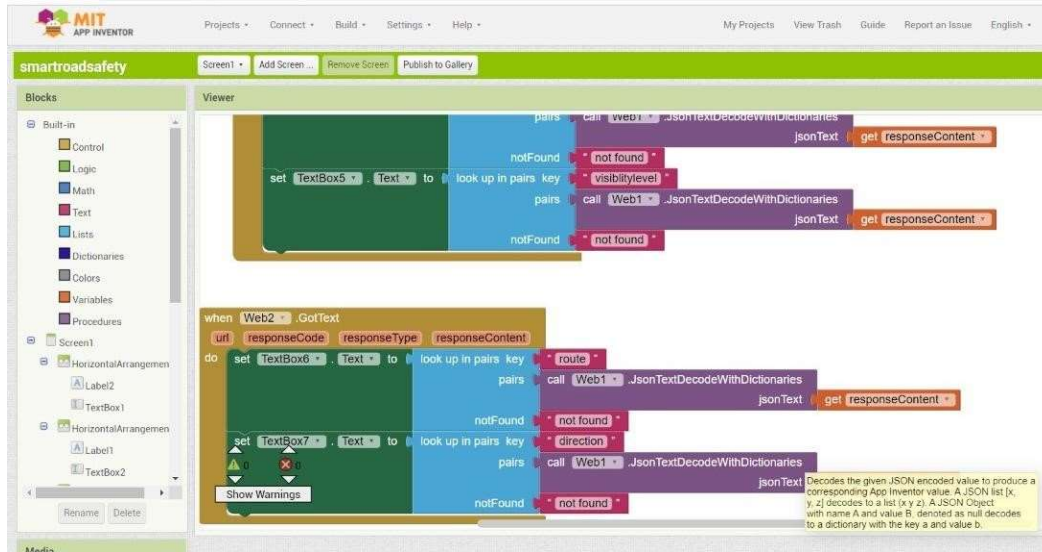 MIT
APP INVENTOR
Projects Connect Build Settings Help My Projects View Trash Guide Report an Issue English
smartroadsafety Screen1 Add Screen ... Remove Screen Publish to Gallery
Blocks
Built-in
Control
Logic
Math
Text
Lists
Dictionaries
Colors
Variables
Procedures
Screen1
HorizontalArrangemen
Label2
TextBox1
HorizontalArrangemen
Label1
TextBox2
Rename Delete
Media
Viewer
pairs call Web1 .JsonTextDecodeWithDictionaries
jsonText get responseContent
notFound " not found "
set TextBox5 . Text to look up in pairs key " visiblitylevel "
pairs call Web1 .JsonTextDecodeWithDictionaries
jsonText get responseContent
notFound " not found "
when Web2 .GotText
url responseCode responseType responseContent
do set TextBox6 . Text to look up in pairs key " route "
pairs call Web1 .JsonTextDecodeWithDictionaries
jsonText get responseContent
notFound " not found "
set TextBox7 . Text to look up in pairs key " direction "
pairs call Web1 .JsonTextDecodeWithDictionaries
jsonText
notFound " not found "
0 0
Show Warnings
Decodes the given JSON encoded value to produce a
corresponding App Inventor value. A JSON list [x,
y, z] decodes to a list (x y z). A JSON Object
with name A and value B, denoted as null decodes
to a dictionary with the key a and value b.